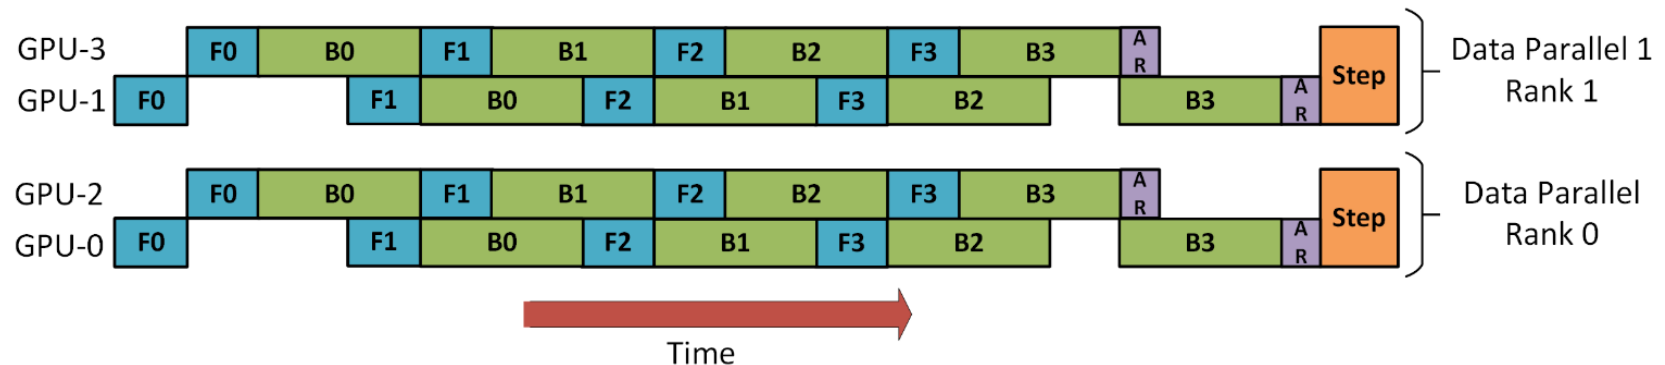 GPU-3 F0 B0 F1 B1 F2 B2 F3 B3 A
R
GPU-1 F0 F1 B0 F2 B1 F3 B2 B3 A
R
Step
Data Parallel 1
Rank 1
GPU-2 F0 B0 F1 B1 F2 B2 F3 B3 A
R
GPU-0 F0 F1 B0 F2 B1 F3 B2 B3 A
R
Step
Data Parallel
Rank 0
Time